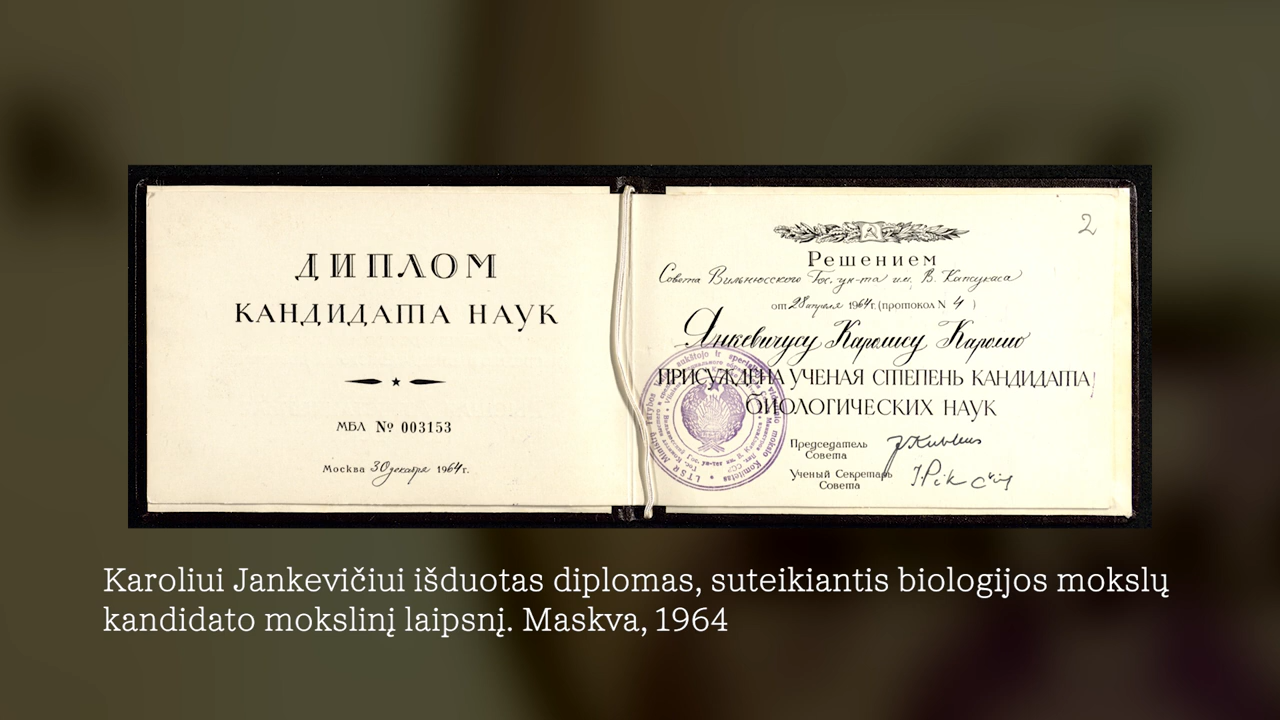 ДИПЛОМ
КАНДИДАТА НАУК
МБЛ № 003153
Москва 30 декабря 1964 г.
2
Решением
Совета Вильнюсского Гос. ун-та им. В. Капсукаса
от 28 апреля 1964 г. (протокол N 4 )
Янкевичусу Каролису Каролио
ПРИСУЖДЕНА УЧЕНАЯ СТЕПЕНЬ КАНДИДАТА
БИОЛОГИЧЕСКИХ НАУК
Председатель
Совета
Ученый Секретарь
Совета
Karoliui Jankevičiui išduotas diplomas, suteikiantis biologijos mokslų
kandidato mokslinį laipsnį. Maskva, 1964